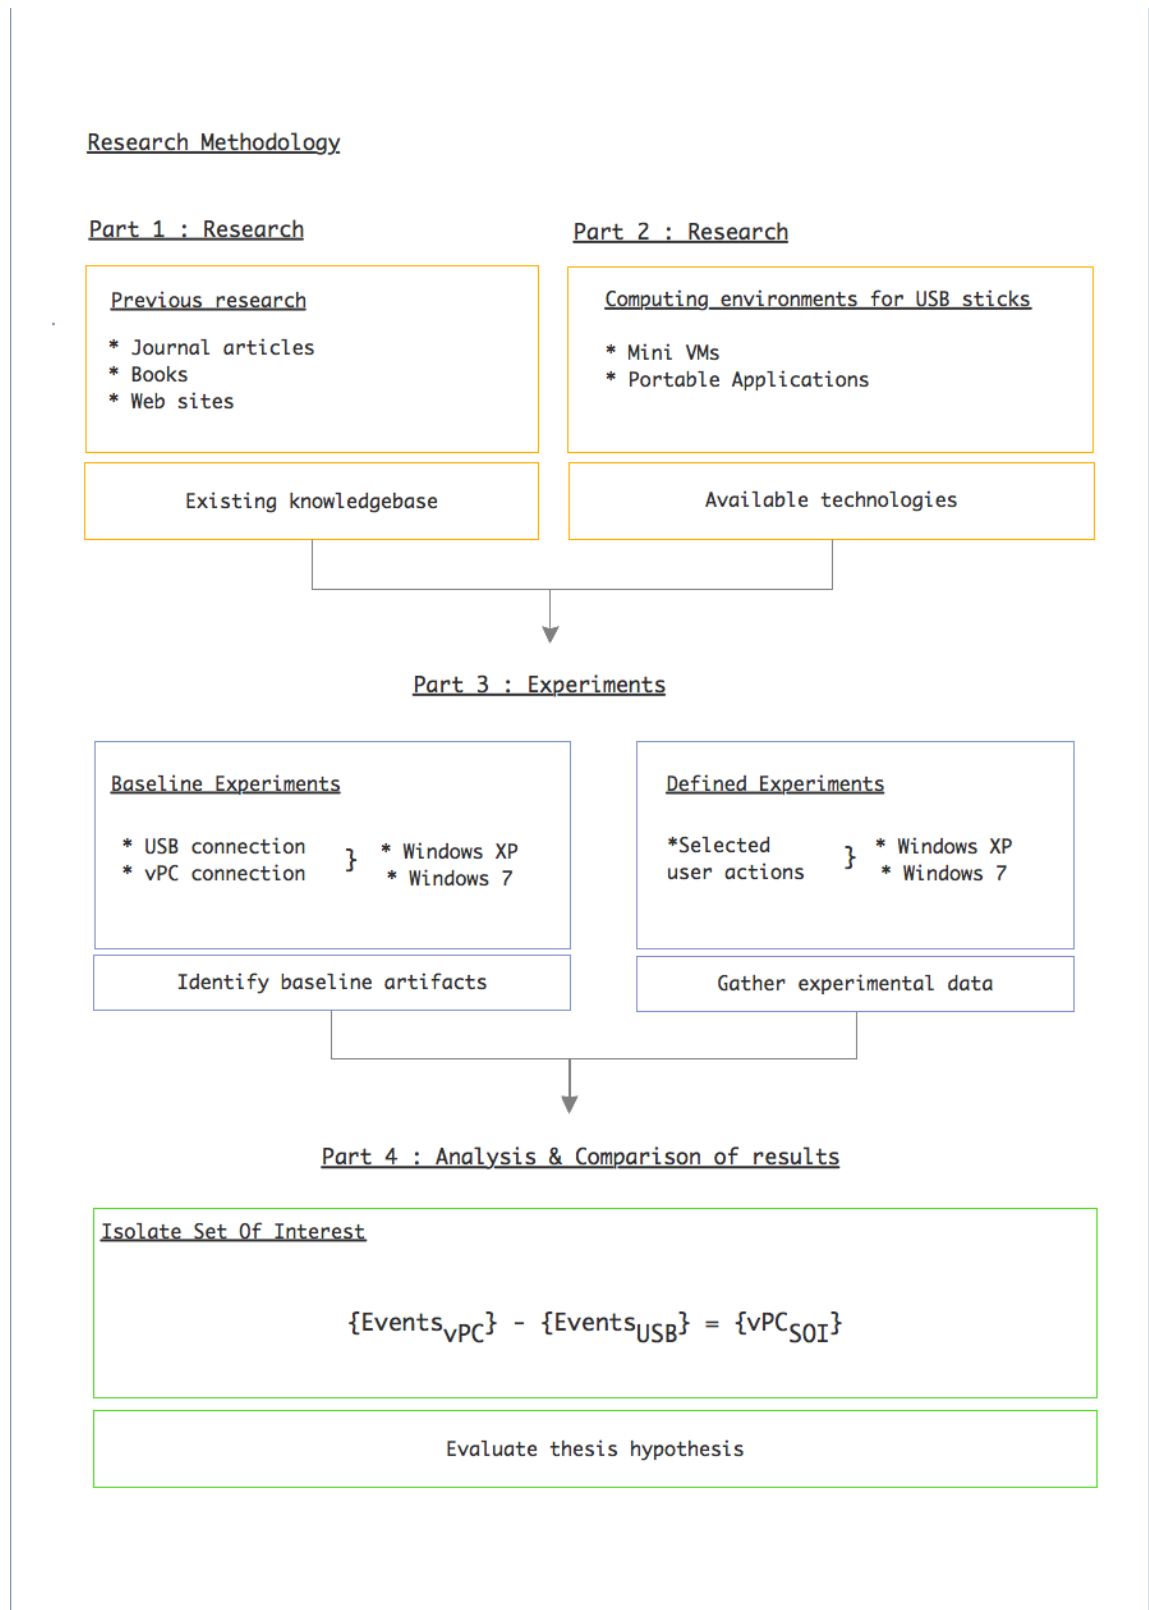 Research Methodology
Part 1 : Research
Previous research
* Journal articles
* Books
* Web sites
Existing knowledgebase
Part 2 : Research
Computing environments for USB sticks
* Mini VMs
* Portable Applications
Available technologies
Part 3 : Experiments
Baseline Experiments
* USB connection
* vPC connection
}
* Windows XP
* Windows 7
Identify baseline artifacts
Defined Experiments
*Selected
user actions
}
* Windows XP
* Windows 7
Gather experimental data
Part 4 : Analysis & Comparison of results
Isolate Set Of Interest
{Events_vPC} - {Events_USB} = {vPC_SOI}
Evaluate thesis hypothesis